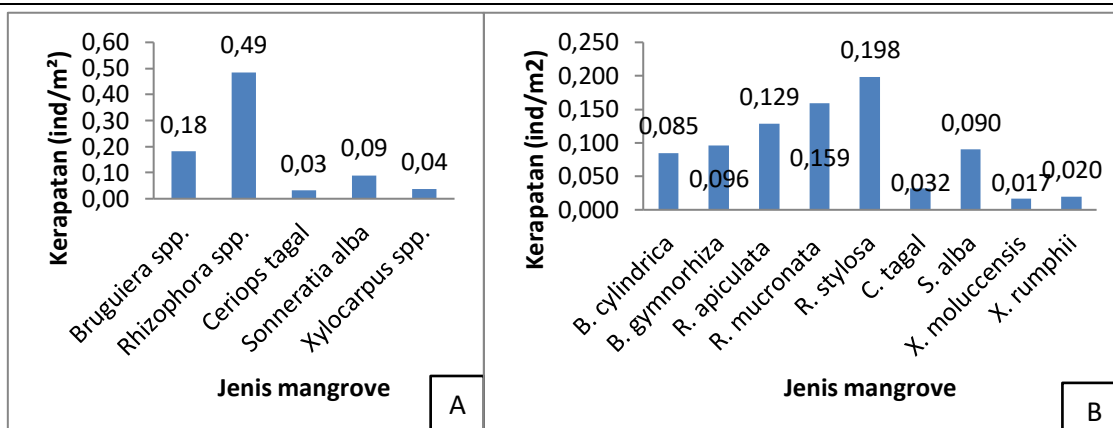 Kerapatan (ind/m²)
0,60
0,50
0,40
0,30
0,20
0,10
0,00
0,18
0,49
0,03
0,09
0,04
Bruguiera spp.
Rhizophora spp.
Ceriops tagal
Sonneratia alba
Xylocarpus spp.
Jenis mangrove
A
Kerapatan (ind/m2)
0,250
0,200
0,150
0,100
0,050
0,000
0,085
0,096
0,129
0,159
0,198
0,032
0,090
0,017
0,020
B. cylindrica
B. gymnorhiza
R. apiculata
R. mucronata
R. stylosa
C. tagal
S. alba
X. moluccensis
X. rumphii
Jenis mangrove
B